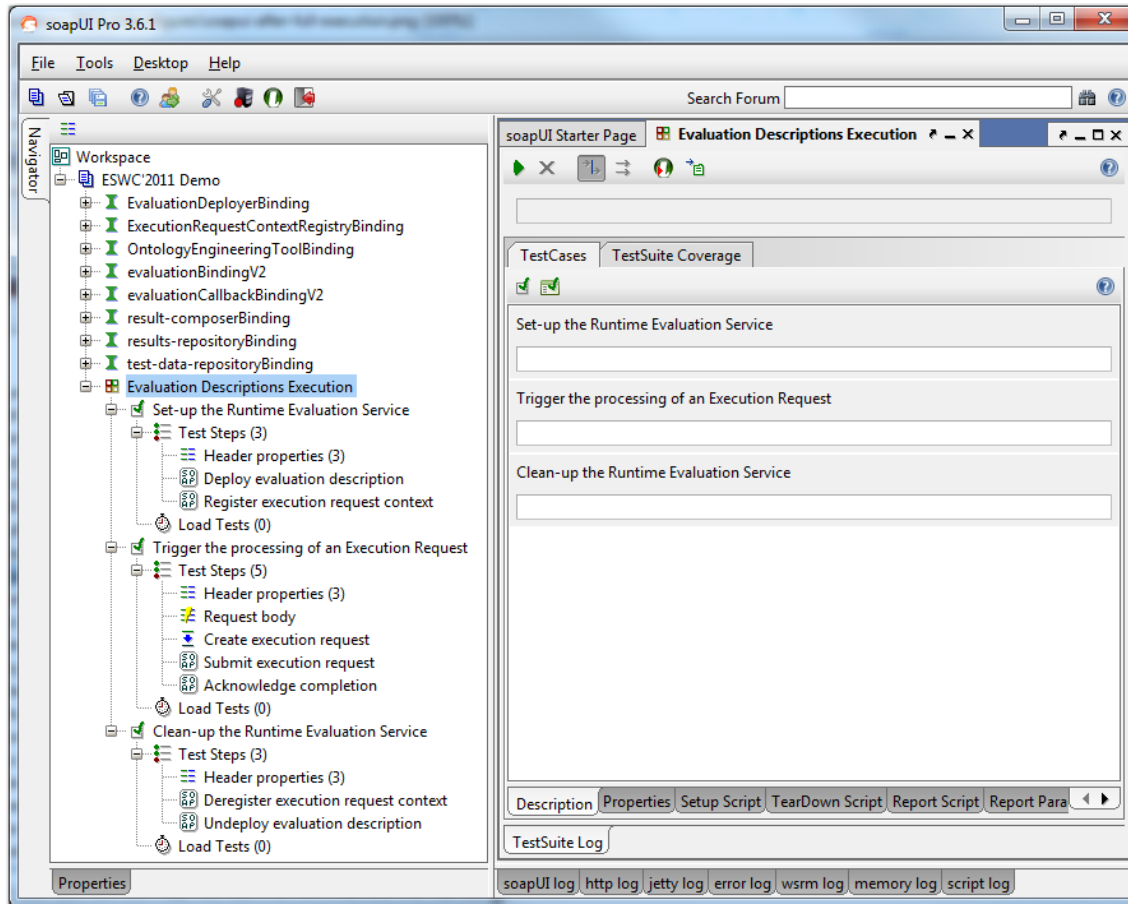 soapUI Pro 3.6.1
File Tools Desktop Help
Search Forum
Navigator
Workspace
ESWC'2011 Demo
EvaluationDeployerBinding
ExecutionRequestContextRegistryBinding
OntologyEngineeringToolBinding
evaluationBindingV2
evaluationCallbackBindingV2
result-composerBinding
results-repositoryBinding
test-data-repositoryBinding
Evaluation Descriptions Execution
Set-up the Runtime Evaluation Service
Test Steps (3)
Header properties (3)
Deploy evaluation description
Register execution request context
Load Tests (0)
Trigger the processing of an Execution Request
Test Steps (5)
Header properties (3)
Request body
Create execution request
Submit execution request
Acknowledge completion
Load Tests (0)
Clean-up the Runtime Evaluation Service
Test Steps (3)
Header properties (3)
Deregister execution request context
Undeploy evaluation description
Load Tests (0)
Properties
soapUI Starter Page Evaluation Descriptions Execution
TestCases TestSuite Coverage
Set-up the Runtime Evaluation Service
Trigger the processing of an Execution Request
Clean-up the Runtime Evaluation Service
Description Properties Setup Script TearDown Script Report Script Report Para
TestSuite Log
soapUI log http log jetty log error log wsrm log memory log script log